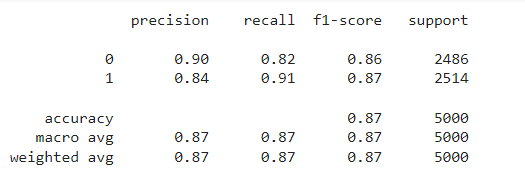 precision recall f1-score support
0 0.90 0.82 0.86 2486
1 0.84 0.91 0.87 2514
accuracy 0.87 5000
macro avg 0.87 0.87 0.87 5000
weighted avg 0.87 0.87 0.87 5000